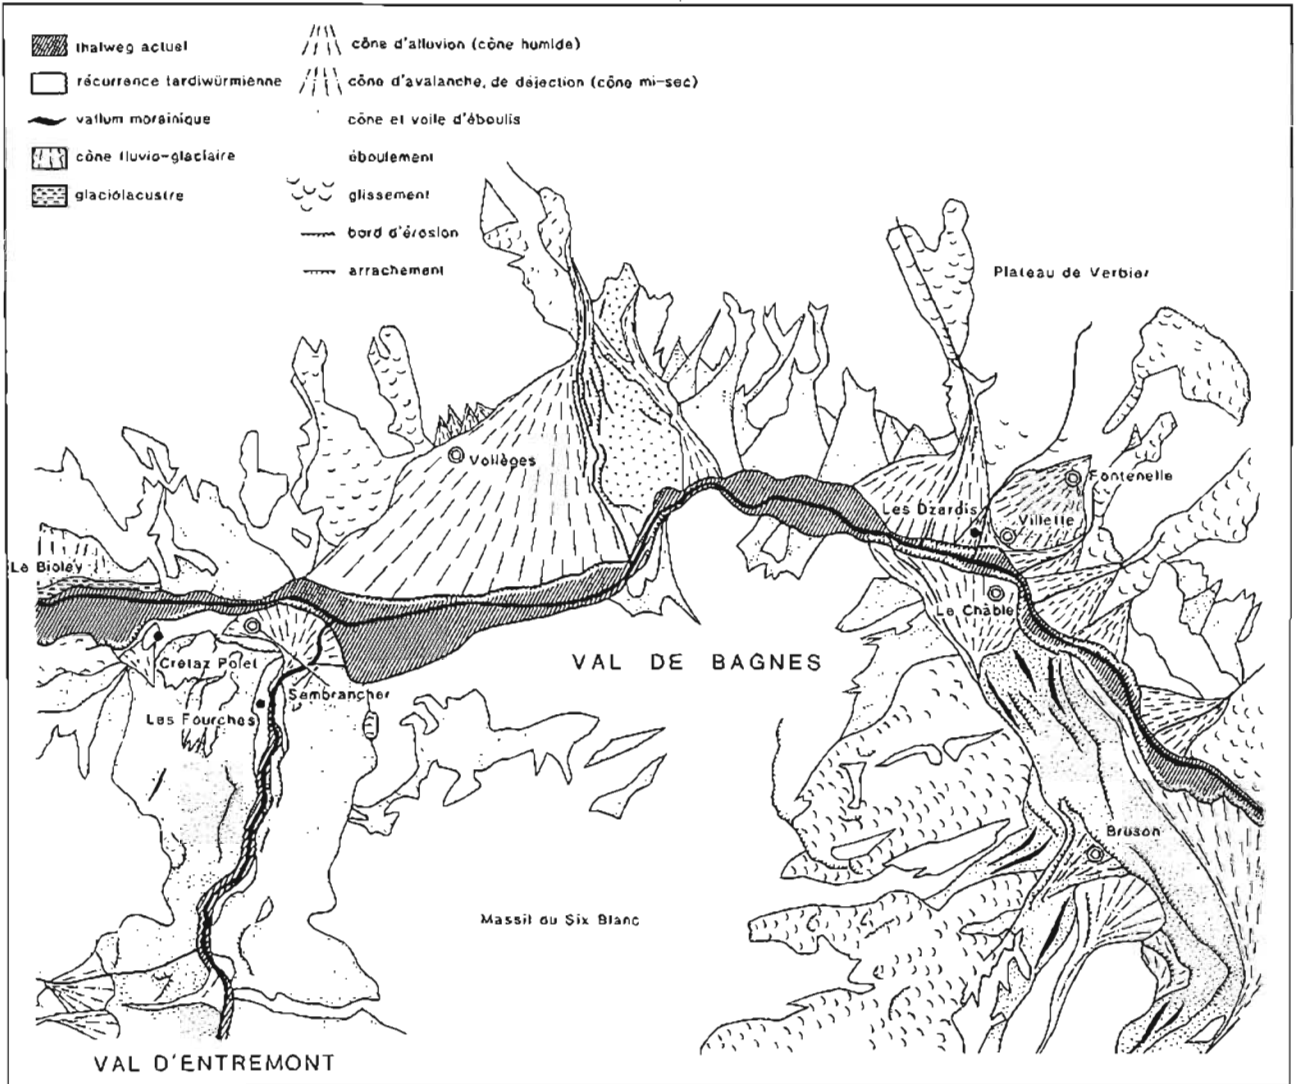 thalweg actuel
récurrence tardiwürmienne
vallum morainique
cône fluvio-glaciaire
glaciolacustre
cône d'alluvion (cône humide)
cône d'avalanche, de déjection (cône mi-sec)
cône et voile d'éboulis
éboulement
glissement
bord d'érosion
arrachement
Plateau de Verbier
Vollèges
Fontenelle
Les Dzardis
Villette
Le Bioley
Le Châble
Crétaz Polet
VAL DE BAGNES
Sembrancher
Les Fourches
Bruson
Massif du Six Blanc
VAL D'ENTREMONT